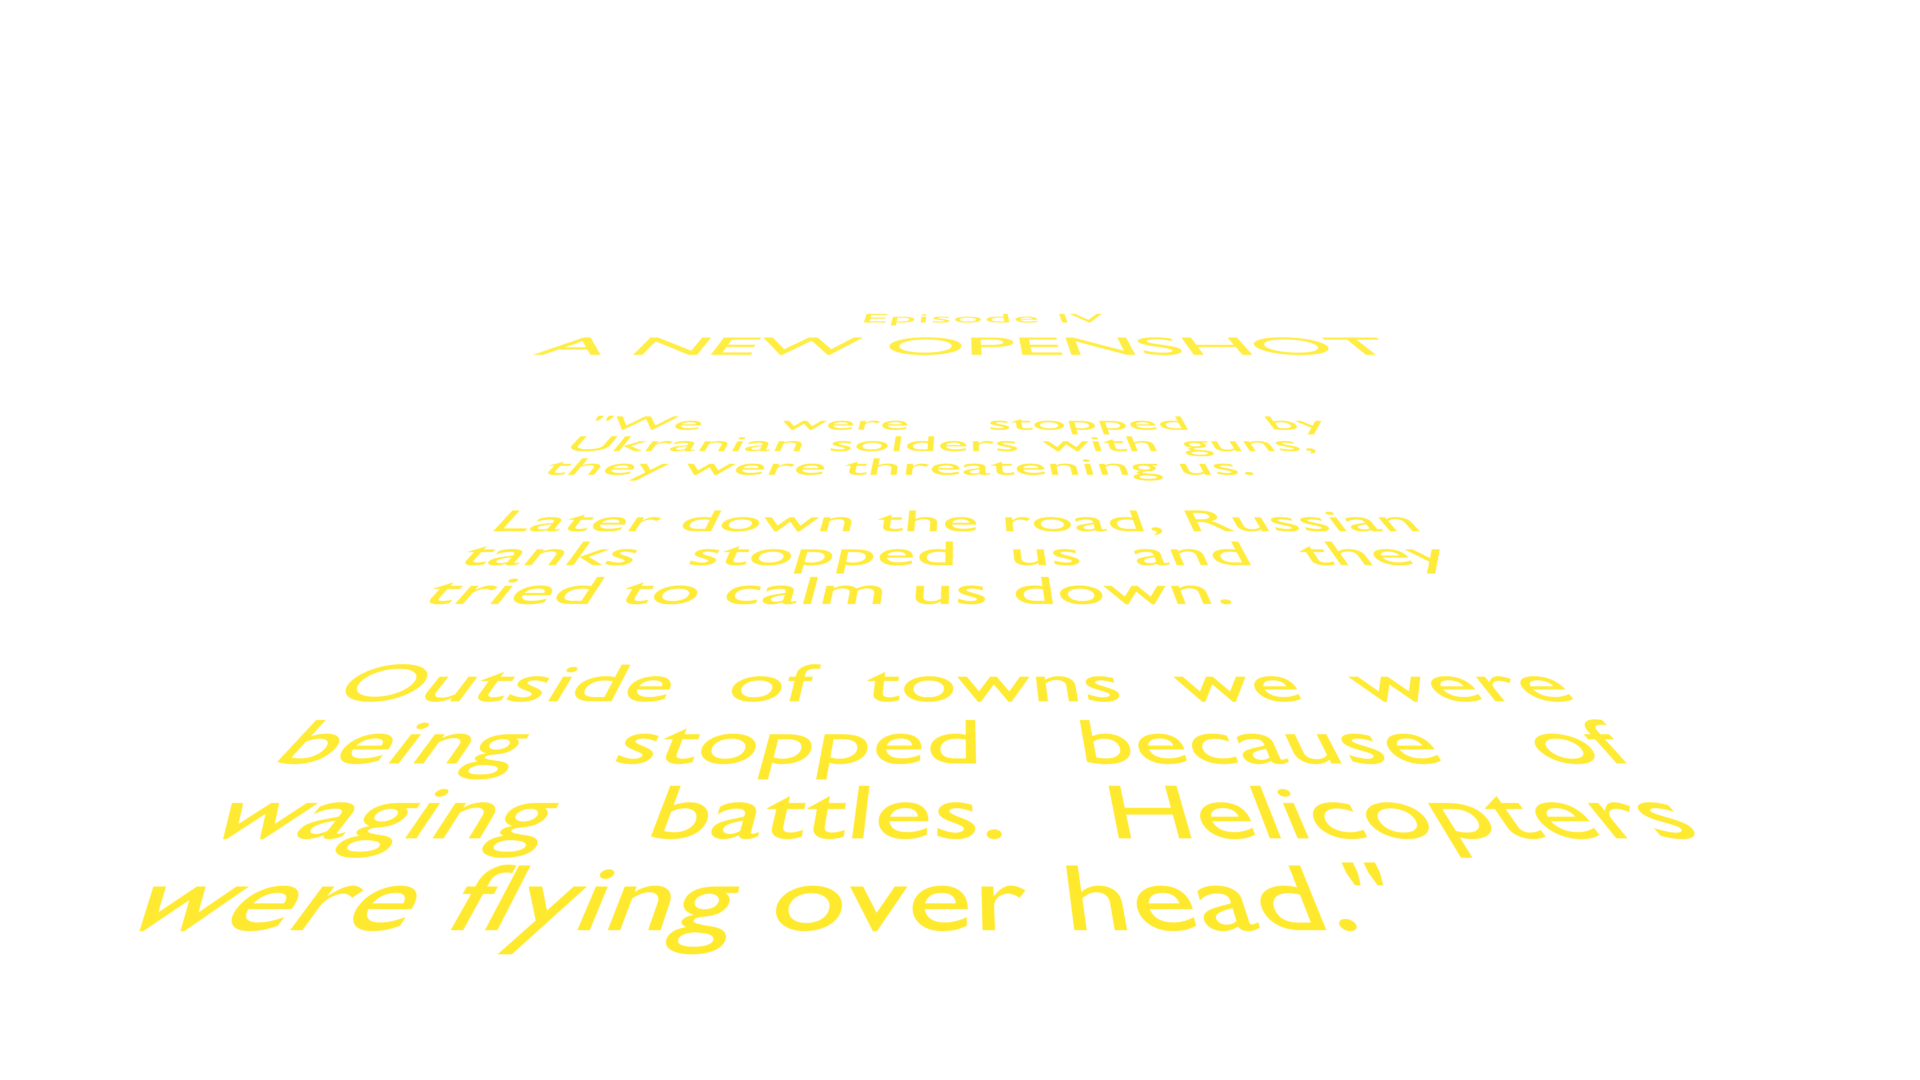 Episode IV
A NEW OPENSHOT
"We were stopped by
Ukranian solders with guns,
they were threatening us.
Later down the road, Russian
tanks stopped us and they
tried to calm us down.
Outside of towns we were
being stopped because of
waging battles. Helicopters
were flying over head."